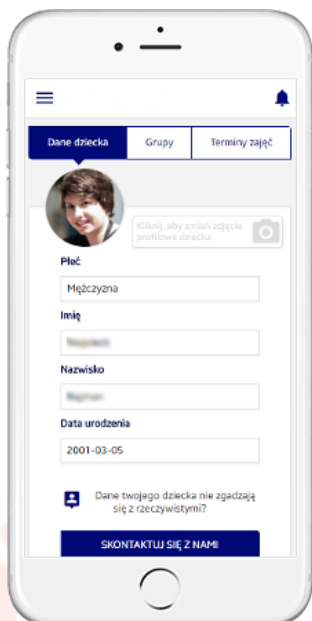 Dane dziecka
Grupy
Terminy zajęć
Kliknij, aby zmień zdjęcie
profilowe dziecka
Płeć
Mężczyzna
Imię
Nazwisko
Data urodzenia
2001-03-05
Dane twojego dziecka nie zgadzają
się z rzeczywistymi?
SKONTAKTUJ SIĘ Z NAMI